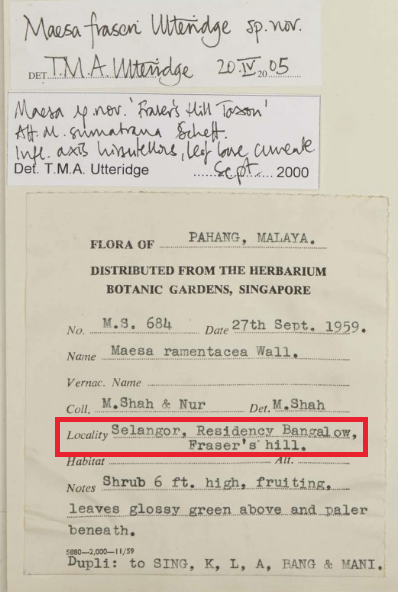 Maesa fraseri Utteridge sp. nov.
DET. T.M.A. Utteridge 20.IV.2005
Maesa sp. nov. 'Fraser's Hill Taxon'
Aff. M. sumatrana Scheff.
Infl. axis hirsutellous, leaf base cuneate
Det. T.M.A. Utteridge Sept. 2000
FLORA OF PAHANG, MALAYA.
DISTRIBUTED FROM THE HERBARIUM
BOTANIC GARDENS, SINGAPORE
No. M.S. 684 Date 27th Sept. 1959.
Name Maesa ramentacea Wall.
Vernac. Name
Coll. M.Shah & Nur Det. M.Shah
Locality Selangor, Residency Bangalow,
Fraser's hill.
Habitat Alt.
Notes Shrub 6 ft. high, fruiting,
leaves glossy green above and paler
beneath.
5880—2,000—11/59
Dupli: to SING, K, L, A, BANG & MANI.